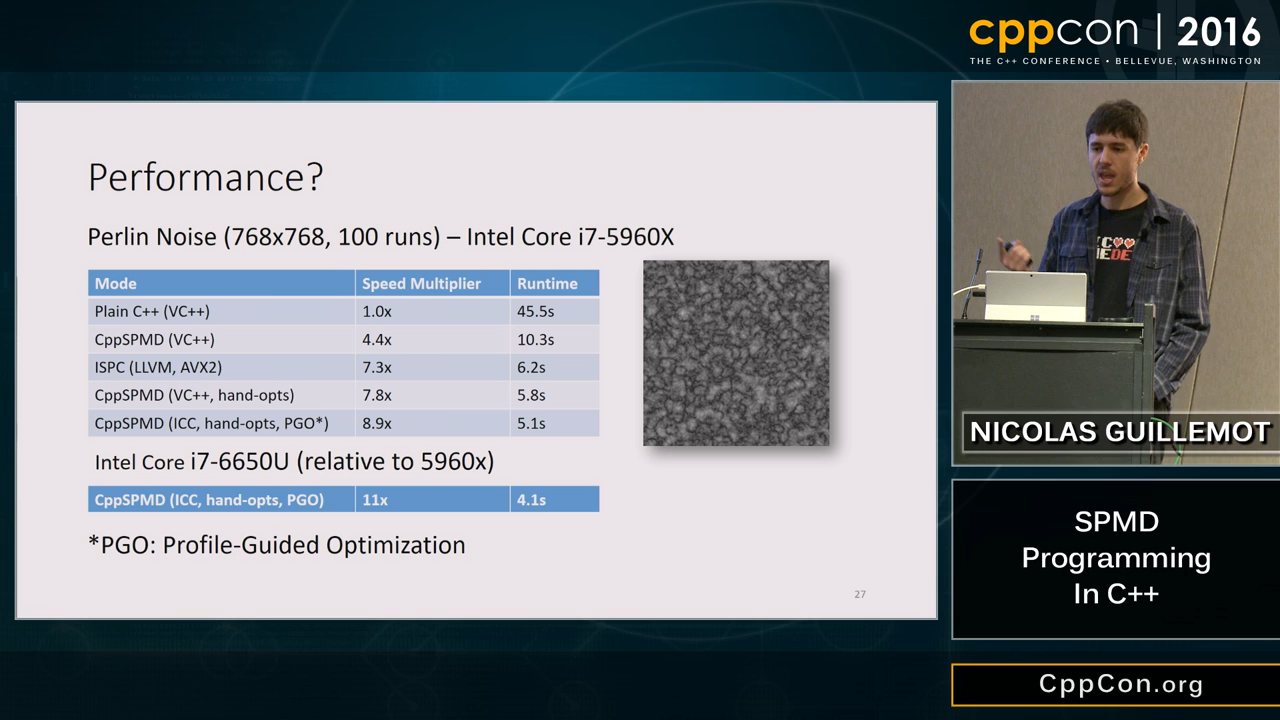 cppcon | 2016
THE C++ CONFERENCE • BELLEVUE, WASHINGTON
Performance?
Perlin Noise (768x768, 100 runs) – Intel Core i7-5960X
Mode Speed Multiplier Runtime
Plain C++ (VC++) 1.0x 45.5s
CppSPMD (VC++) 4.4x 10.3s
ISPC (LLVM, AVX2) 7.3x 6.2s
CppSPMD (VC++, hand-opts) 7.8x 5.8s
CppSPMD (ICC, hand-opts, PGO*) 8.9x 5.1s
Intel Core i7-6650U (relative to 5960x)
CppSPMD (ICC, hand-opts, PGO) 11x 4.1s
*PGO: Profile-Guided Optimization
27
NICOLAS GUILLEMOT
SPMD
Programming
In C++
CppCon.org